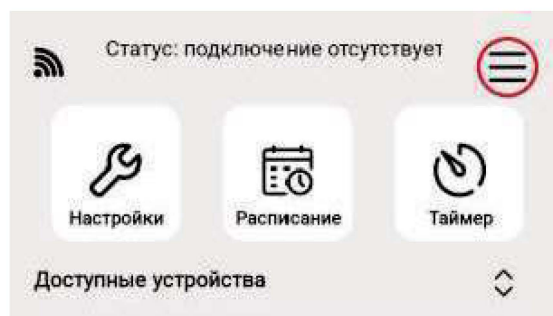 Статус: подключение отсутствует
Настройки
Расписание
Таймер
Доступные устройства